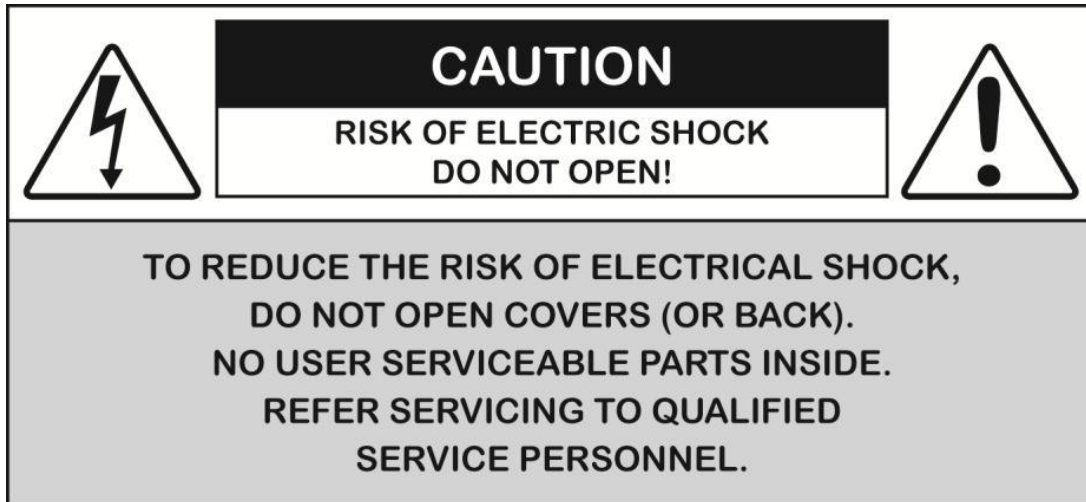 CAUTION
RISK OF ELECTRIC SHOCK
DO NOT OPEN!
TO REDUCE THE RISK OF ELECTRICAL SHOCK,
DO NOT OPEN COVERS (OR BACK).
NO USER SERVICEABLE PARTS INSIDE.
REFER SERVICING TO QUALIFIED
SERVICE PERSONNEL.